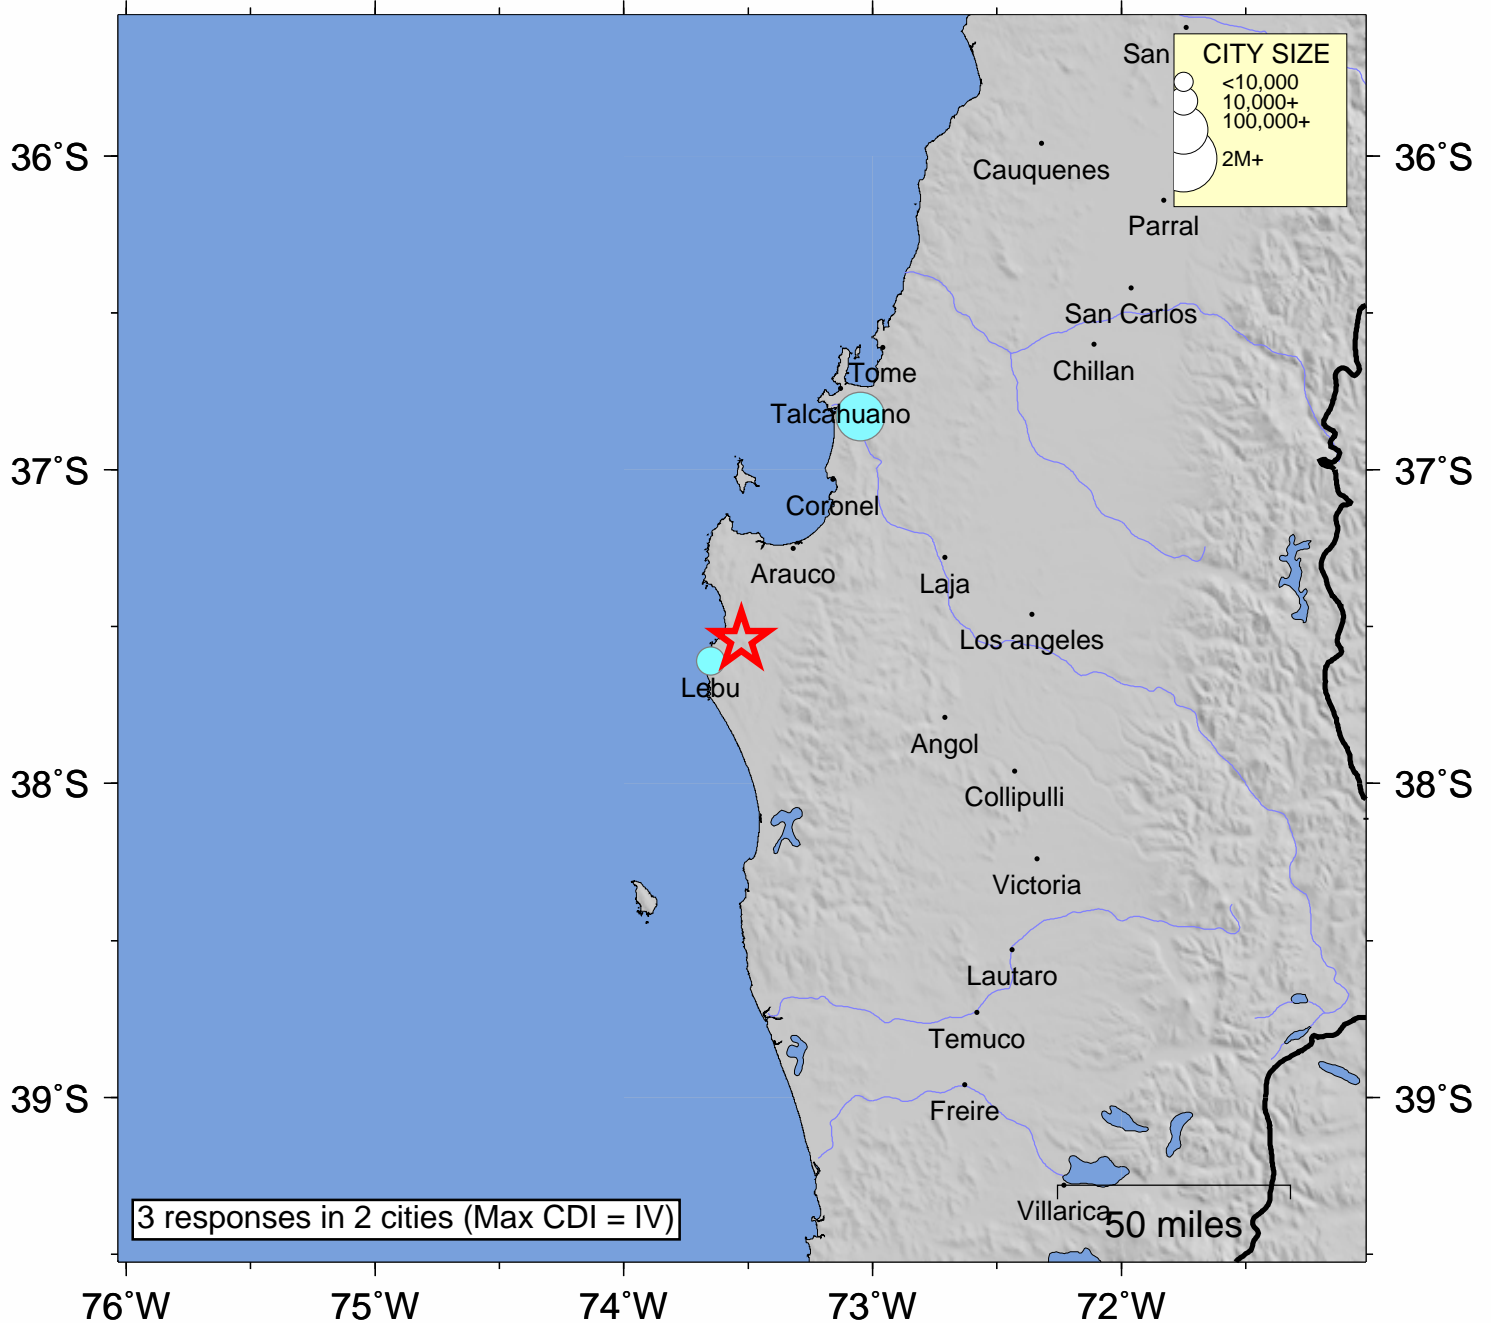 San
CITY SIZE
<10,000
10,000+
100,000+
2M+
36°S
36°S
Cauquenes
Parral
San Carlos
Chillan
Tome
Talcahuano
37°S
37°S
Coronel
Arauco
Laja
Los angeles
Lebu
Angol
38°S
38°S
Collipulli
Victoria
Lautaro
Temuco
39°S
39°S
Freire
Villarica
50 miles
3 responses in 2 cities (Max CDI = IV)
76°W
75°W
74°W
73°W
72°W